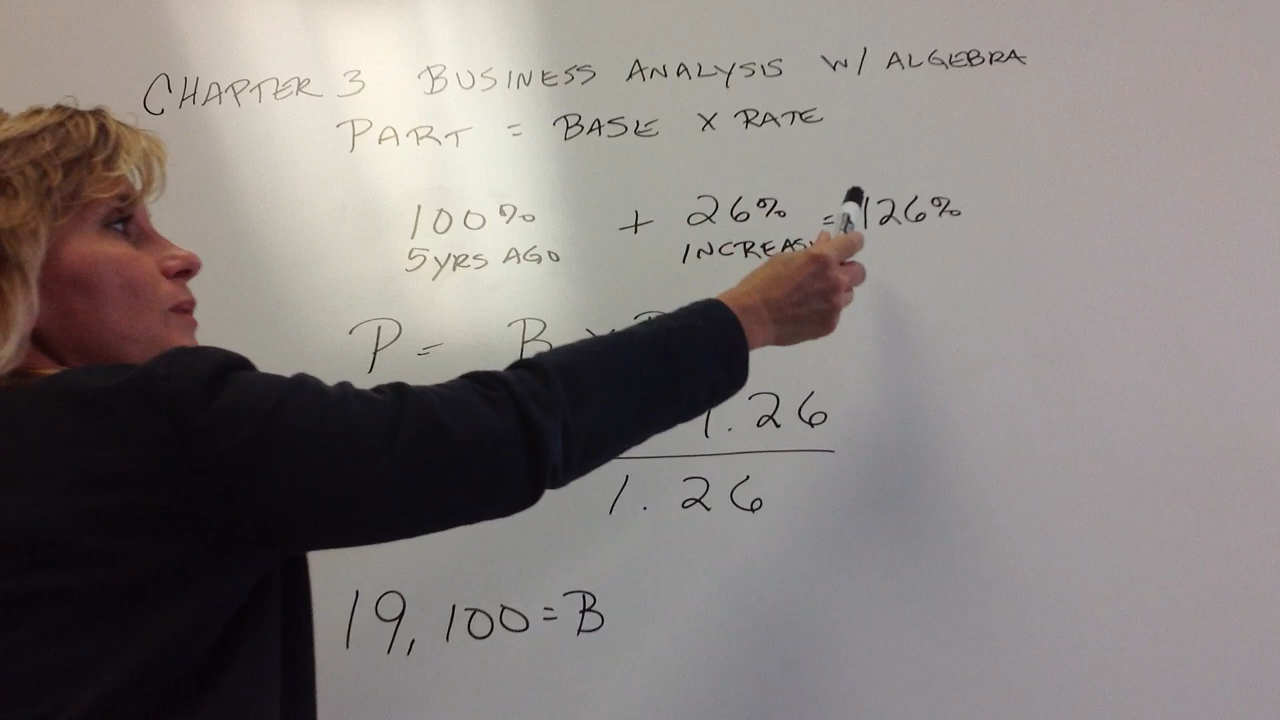 CHAPTER 3 BUSINESS ANALYSIS W/ ALGEBRA
PART = BASE X RATE
100% + 26% = 126%
5YRS AGO INCREAS
P = B X
1.26
1.26
19,100 = B